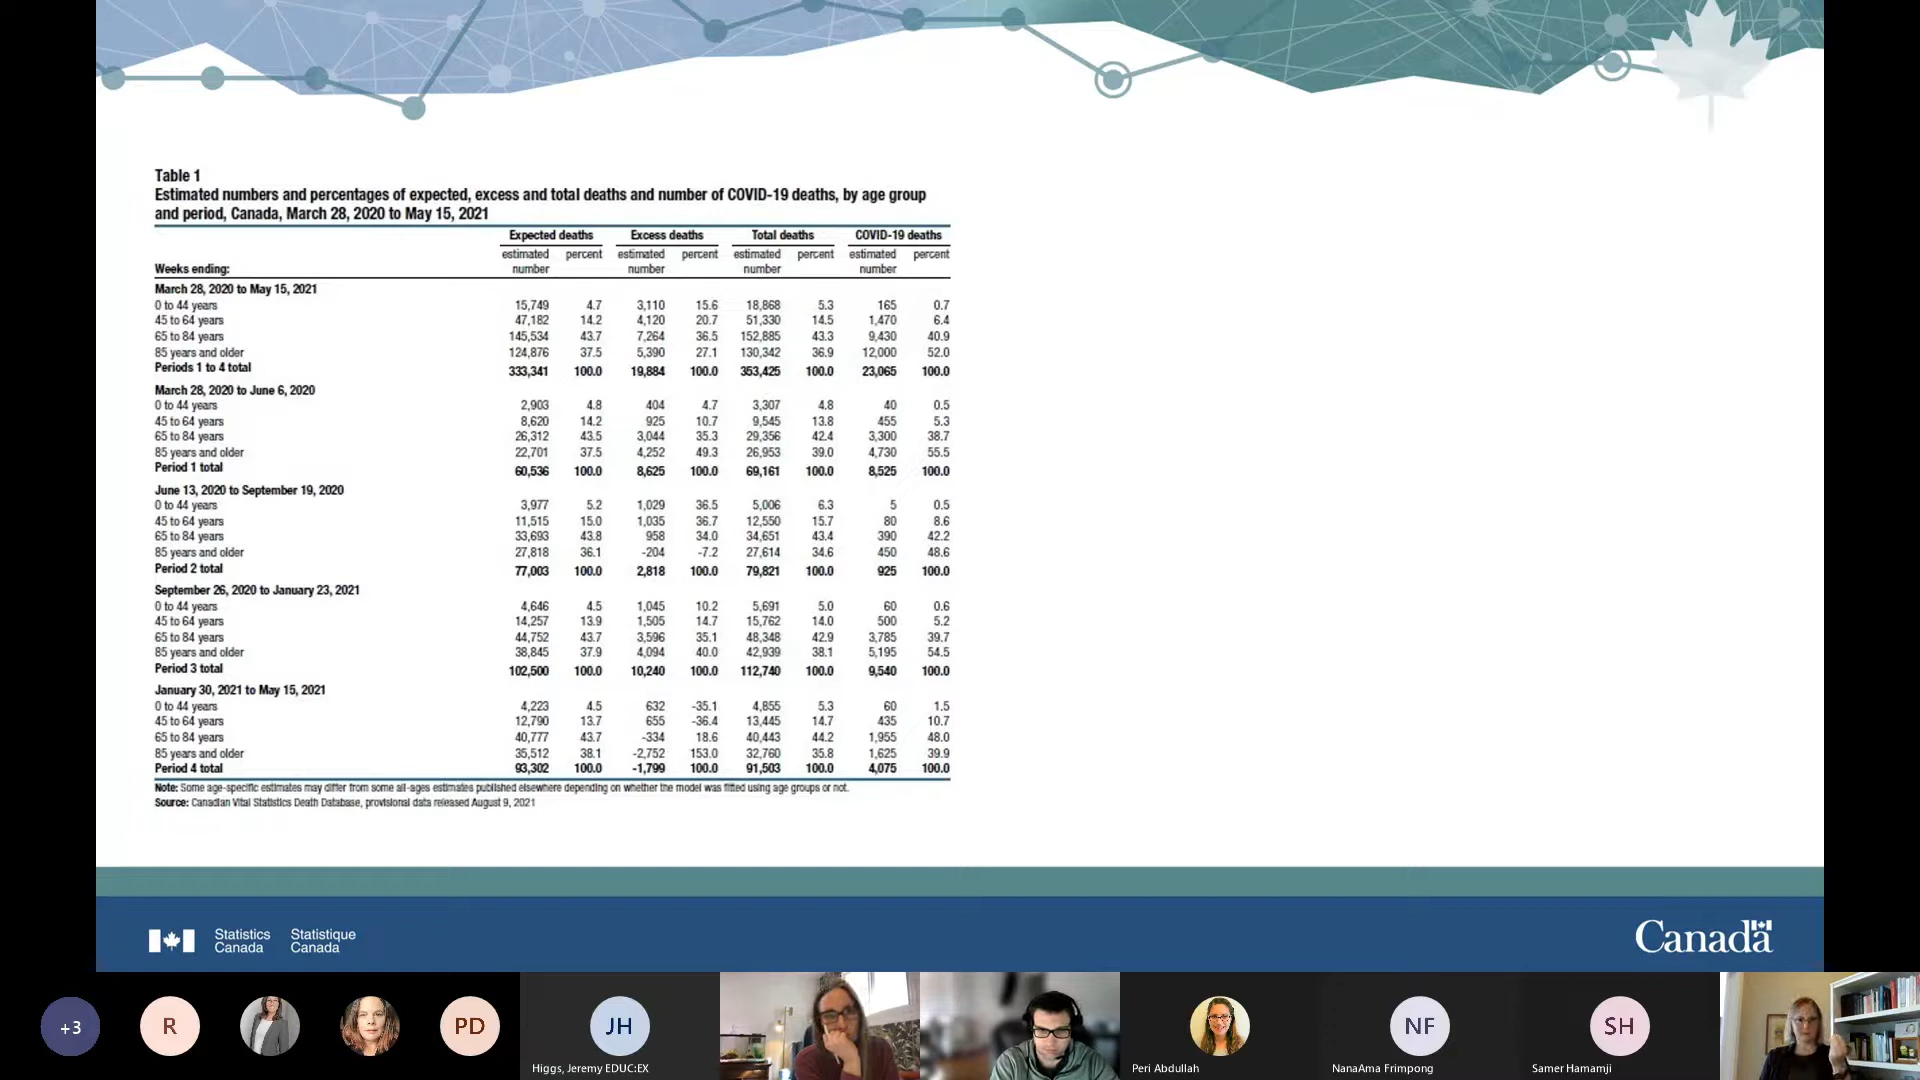 Table 1
Estimated numbers and percentages of expected, excess and total deaths and number of COVID-19 deaths, by age group
and period, Canada, March 28, 2020 to May 15, 2021
Expected deaths Excess deaths Total deaths COVID-19 deaths
estimated percent estimated percent estimated percent estimated percent
Weeks ending: number number number number
March 28, 2020 to May 15, 2021
0 to 44 years 15,749 4.7 3,110 15.6 18,868 5.3 165 0.7
45 to 64 years 47,182 14.2 4,120 20.7 51,330 14.5 1,470 6.4
65 to 84 years 145,534 43.7 7,264 36.5 152,885 43.3 9,430 40.9
85 years and older 124,876 37.5 5,390 27.1 130,342 36.9 12,000 52.0
Periods 1 to 4 total 333,341 100.0 19,884 100.0 353,425 100.0 23,065 100.0
March 28, 2020 to June 6, 2020
0 to 44 years 2,903 4.8 404 4.7 3,307 4.8 40 0.5
45 to 64 years 8,620 14.2 925 10.7 9,545 13.8 455 5.3
65 to 84 years 26,312 43.5 3,044 35.3 29,356 42.4 3,300 38.7
85 years and older 22,701 37.5 4,252 49.3 26,953 39.0 4,730 55.5
Period 1 total 60,536 100.0 8,625 100.0 69,161 100.0 8,525 100.0
June 13, 2020 to September 19, 2020
0 to 44 years 3,977 5.2 1,029 36.5 5,006 6.3 5 0.5
45 to 64 years 11,515 15.0 1,035 36.7 12,550 15.7 80 8.6
65 to 84 years 33,693 43.8 958 34.0 34,651 43.4 390 42.2
85 years and older 27,818 36.1 -204 -7.2 27,614 34.6 450 48.6
Period 2 total 77,003 100.0 2,818 100.0 79,821 100.0 925 100.0
September 26, 2020 to January 23, 2021
0 to 44 years 4,646 4.5 1,045 10.2 5,691 5.0 60 0.6
45 to 64 years 14,257 13.9 1,505 14.7 15,762 14.0 500 5.2
65 to 84 years 44,752 43.7 3,596 35.1 48,348 42.9 3,785 39.7
85 years and older 38,845 37.9 4,094 40.0 42,939 38.1 5,195 54.5
Period 3 total 102,500 100.0 10,240 100.0 112,740 100.0 9,540 100.0
January 30, 2021 to May 15, 2021
0 to 44 years 4,223 4.5 632 -35.1 4,855 5.3 60 1.5
45 to 64 years 12,790 13.7 655 -36.4 13,445 14.7 435 10.7
65 to 84 years 40,777 43.7 -334 18.6 40,443 44.2 1,955 48.0
85 years and older 35,512 38.1 -2,752 153.0 32,760 35.8 1,625 39.9
Period 4 total 93,302 100.0 -1,799 100.0 91,503 100.0 4,075 100.0
Note: Some age-specific estimates may differ from some all-ages estimates published elsewhere depending on whether the model was fitted using age groups or not.
Source: Canadian Vital Statistics Death Database, provisional data released August 9, 2021
Statistics Statistique
Canada Canada
Canada
+3 R PD JH NF SH
Higgs, Jeremy EDUC:EX Peri Abdullah NanaAma Frimpong Samer Hamamji